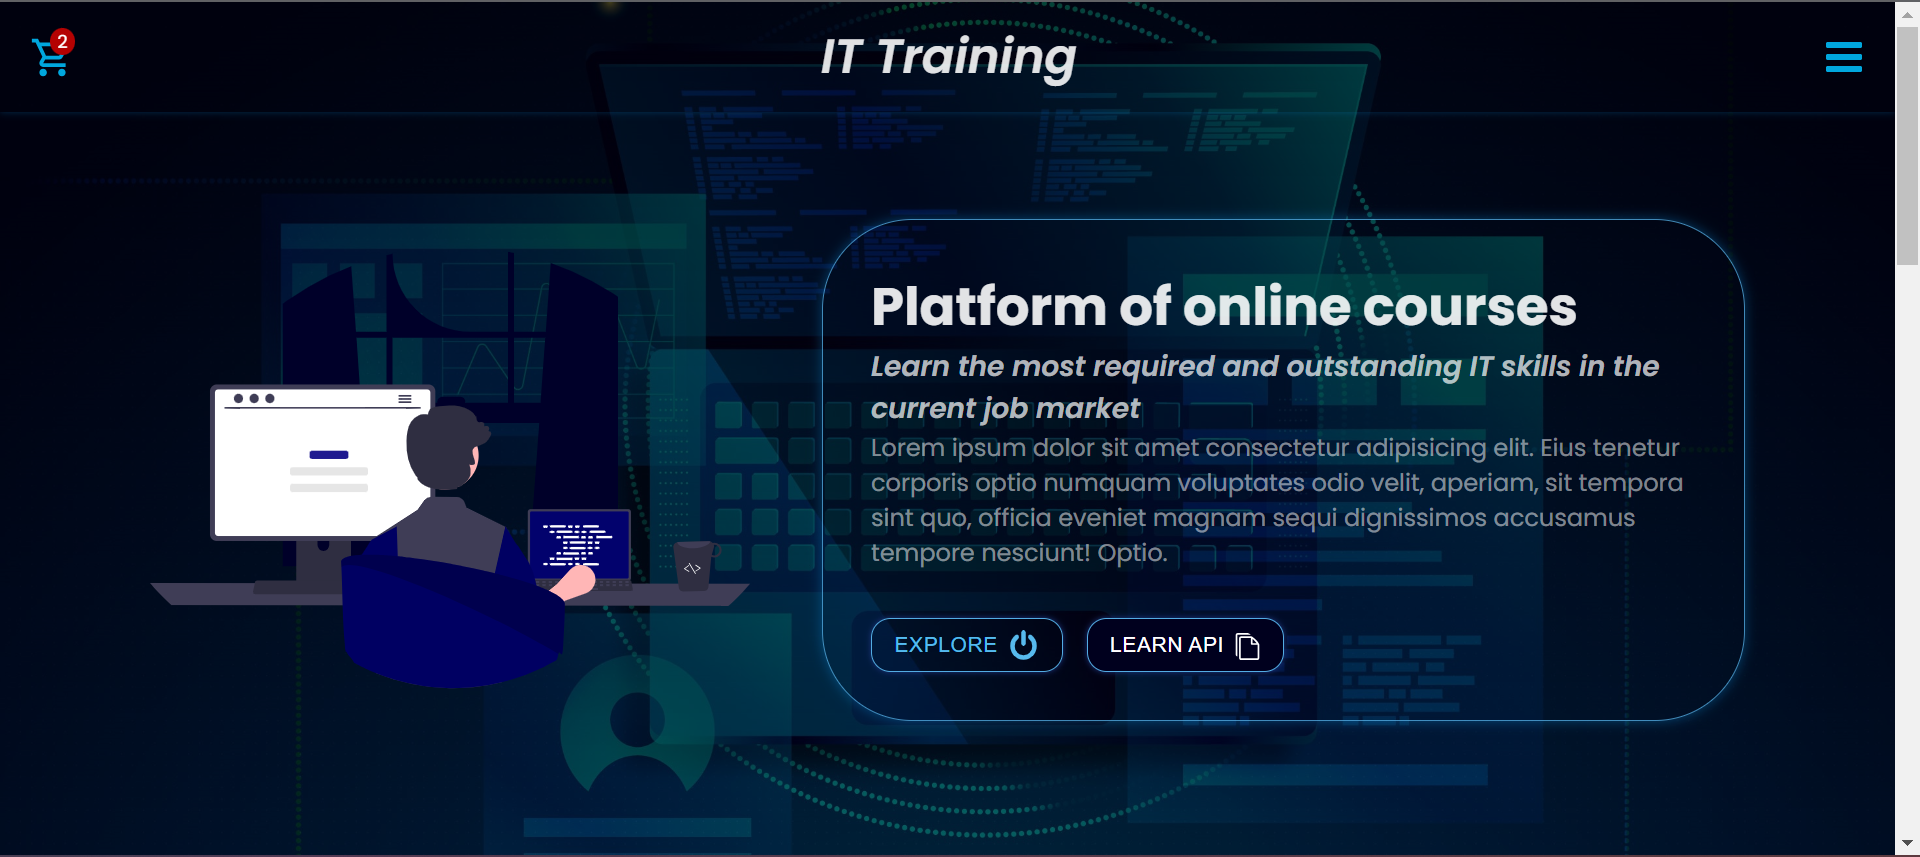 2
IT Training
Platform of online courses
Learn the most required and outstanding IT skills in the
current job market
Lorem ipsum dolor sit amet consectetur adipisicing elit. Eius tenetur
corporis optio numquam voluptates odio velit, aperiam, sit tempora
sint quo, officia eveniet magnam sequi dignissimos accusamus
tempore nesciunt! Optio.
<\>
EXPLORE
LEARN API